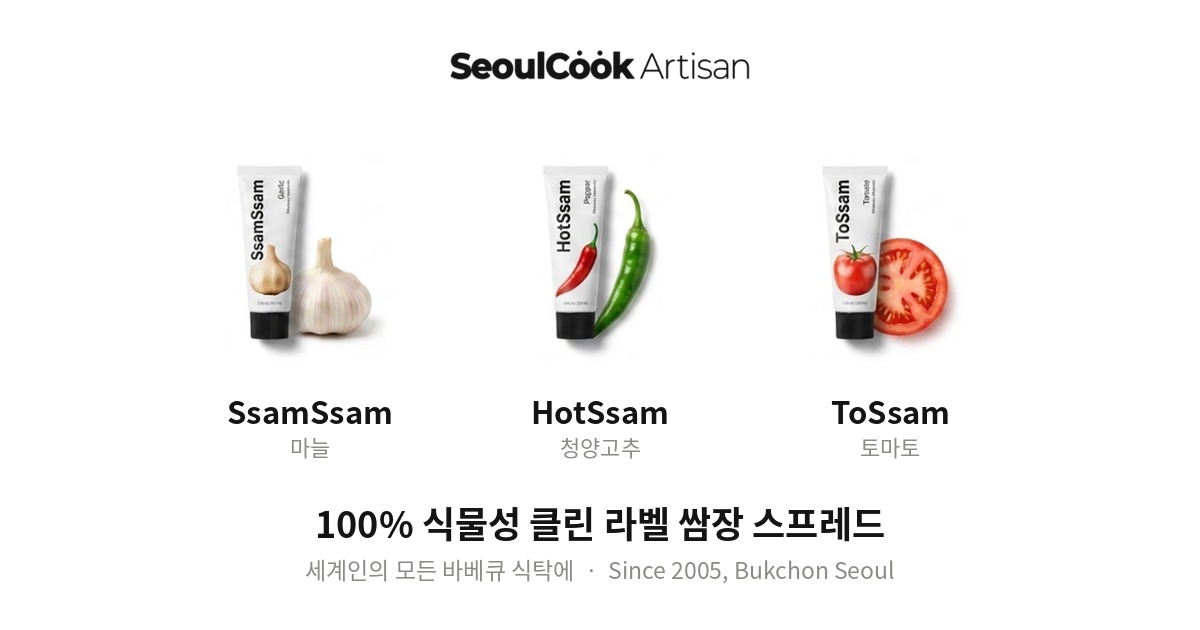 SeoulCȯȯk Artisan
SsamSsam
Garlic
HotSsam
Pepper
ToSsam
Tomato
SsamSsam
HotSsam
ToSsam
마늘
청양고추
토마토
100% 식물성 클린 라벨 쌈장 스프레드
세계인의 모든 바베큐 식탁에 · Since 2005, Bukchon Seoul